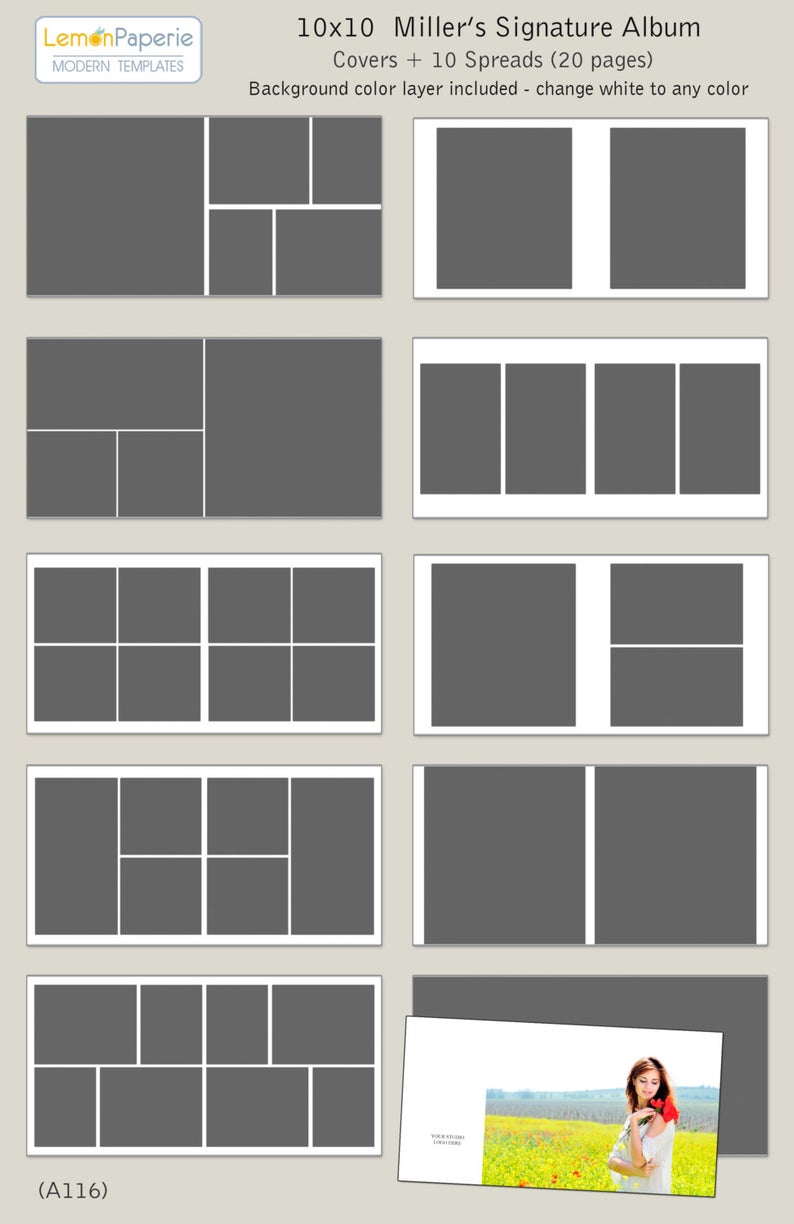 LemonPaperie
MODERN TEMPLATES
10x10 Miller's Signature Album
Covers + 10 Spreads (20 pages)
Background color layer included - change white to any color
YOUR STUDIO
LOGO HERE
(A116)